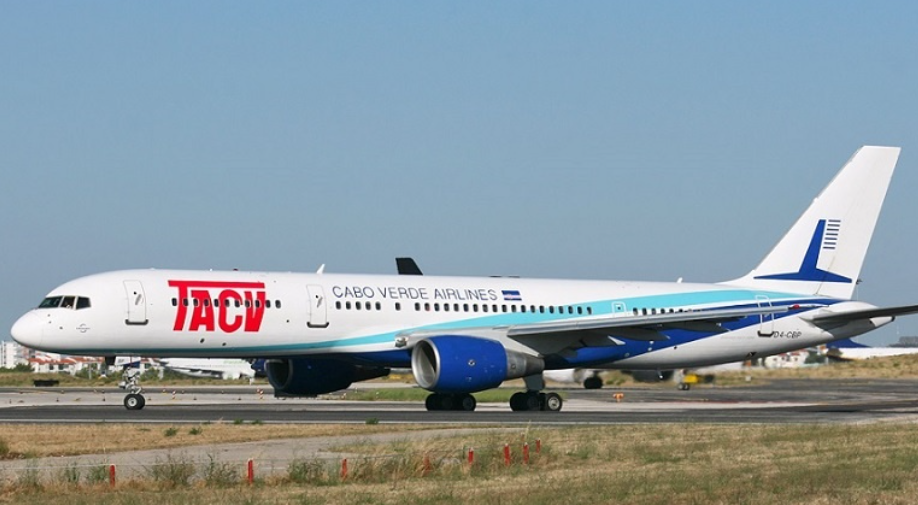 TACV
CABO VERDE AIRLINES
D4-CBP